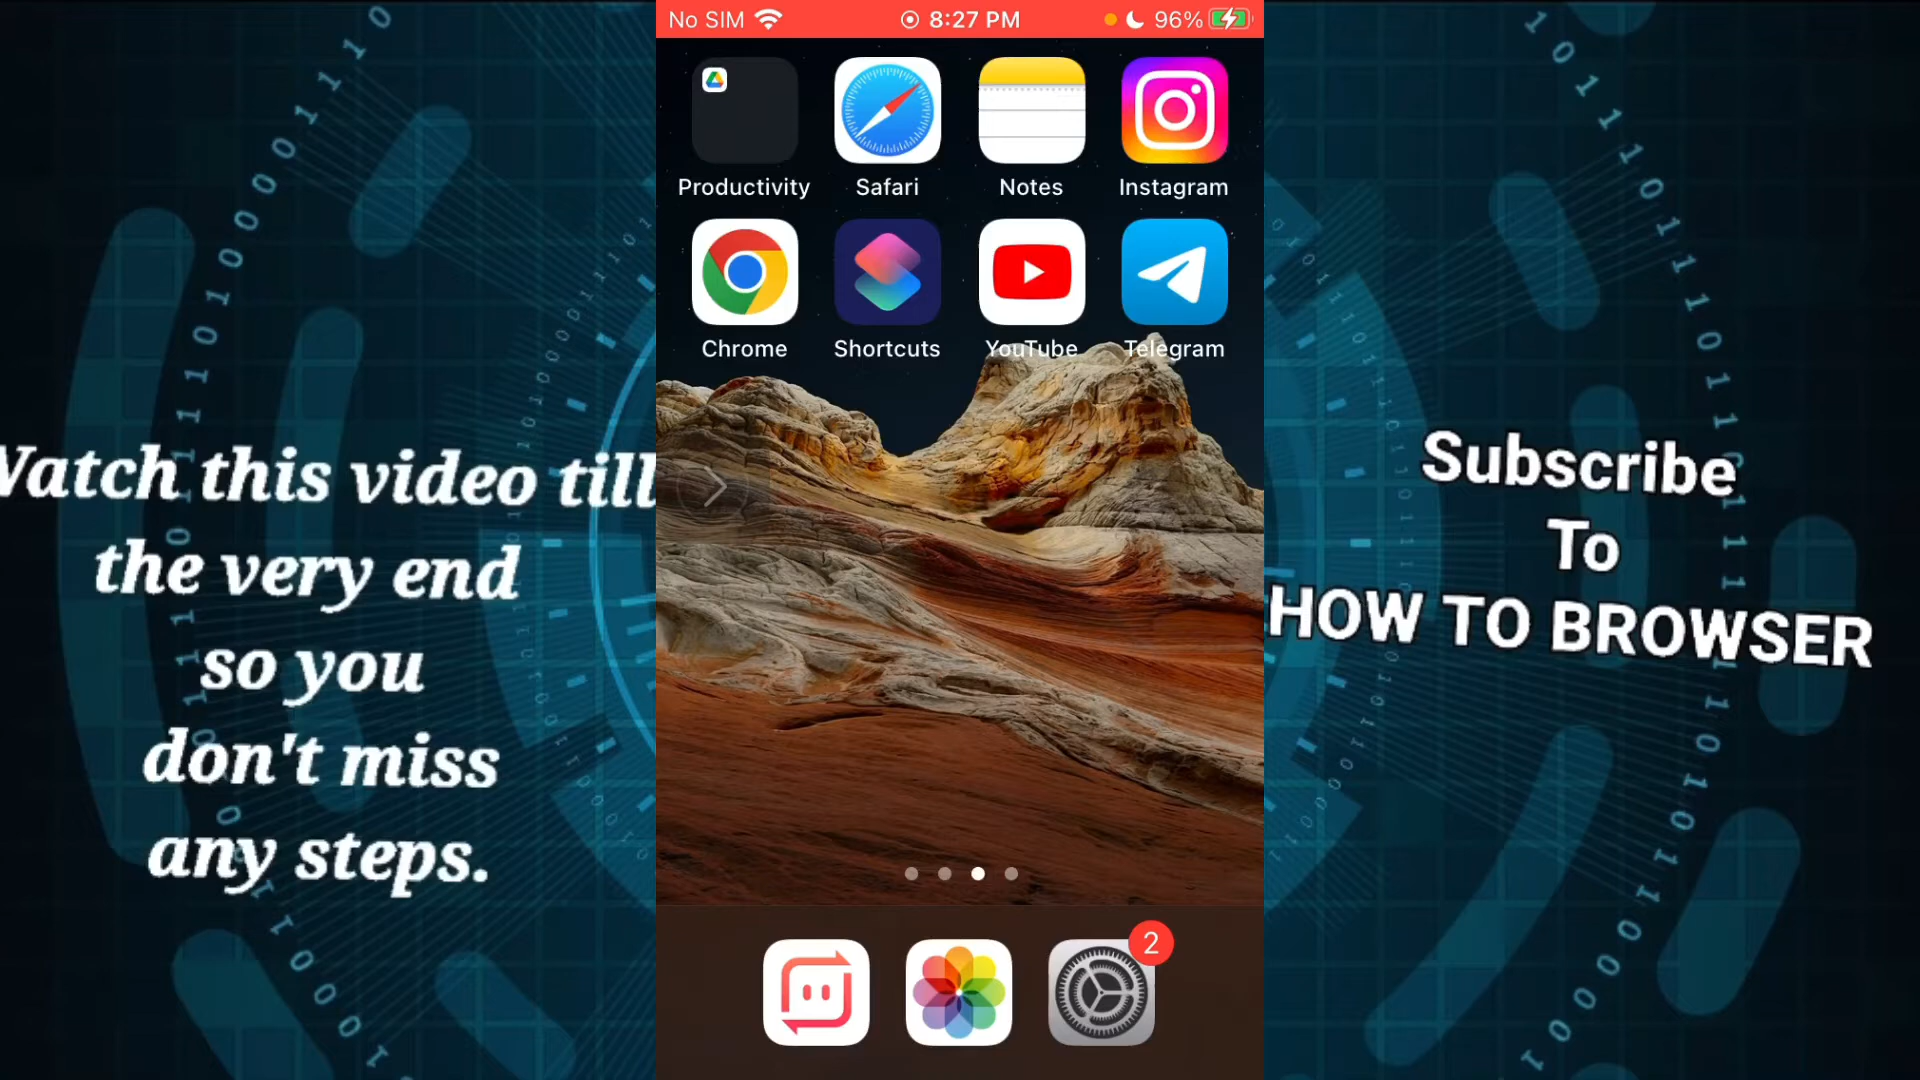 No SIM
8:27 PM
96%
Productivity
Safari
Notes
Instagram
Chrome
Shortcuts
YouTube
Telegram
2
Watch this video till
the very end
so you
don't miss
any steps.
Subscribe
To
HOW TO BROWSER